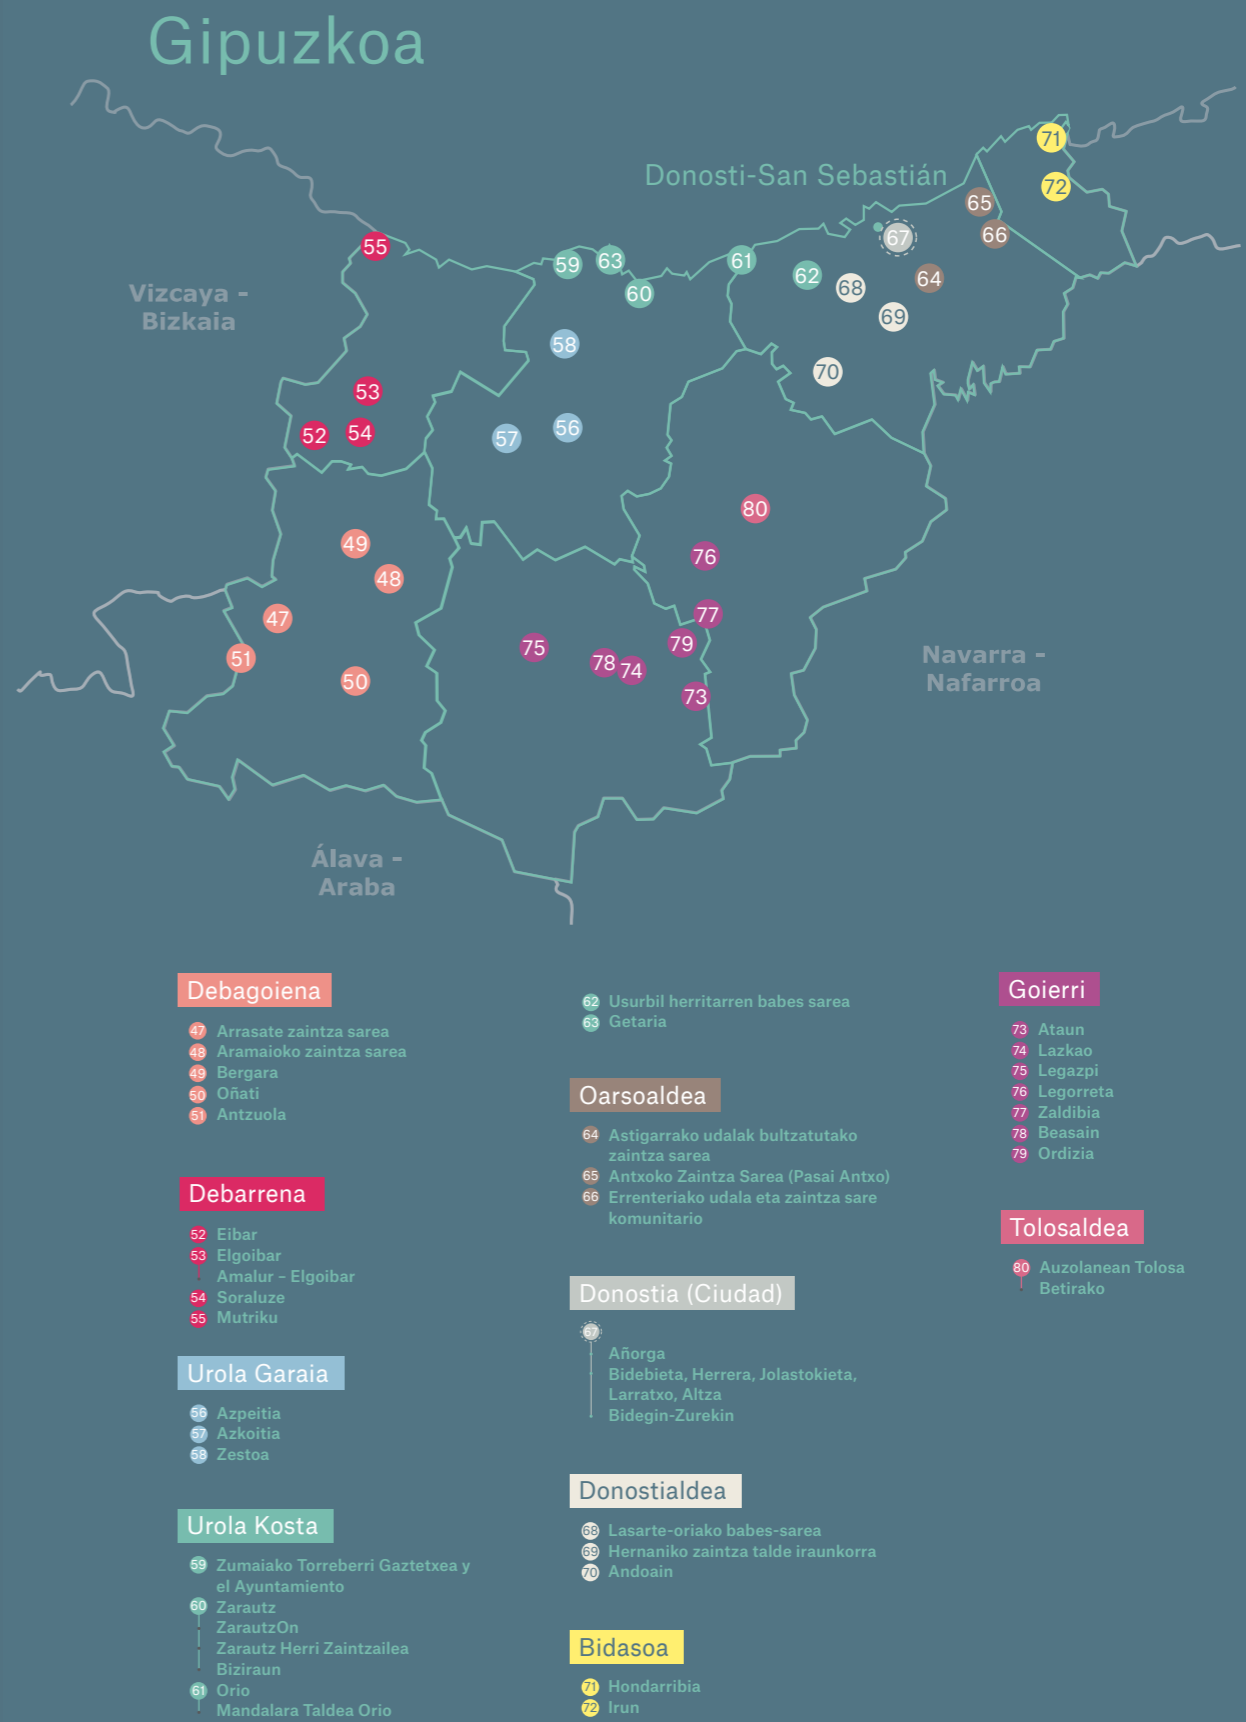 Gipuzkoa
71
Donosti-San Sebastián
72
65
66
67
55
59
63
61
62
64
60
68
69
Vizcaya -
Bizkaia
58
70
53
52
54
57
56
80
49
76
48
47
77
51
75
78
74
79
50
73
Navarra -
Nafarroa
Álava -
Araba
Debagoiena
47 Arrasate zaintza sarea
48 Aramaioko zaintza sarea
49 Bergara
50 Oñati
51 Antzuola
Debarrena
52 Eibar
53 Elgoibar
Amalur – Elgoibar
54 Soraluze
55 Mutriku
Urola Garaia
56 Azpeitia
57 Azkoitia
58 Zestoa
Urola Kosta
59 Zumaiako Torreberri Gaztetxea y
el Ayuntamiento
60 Zarautz
ZarautzOn
Zarautz Herri Zaintzailea
Biziraun
61 Orio
Mandalara Taldea Orio
62 Usurbil herritarren babes sarea
63 Getaria
Oarsoaldea
64 Astigarrako udalak bultzatutako
zaintza sarea
65 Antxoko Zaintza Sarea (Pasai Antxo)
66 Errenteriako udala eta zaintza sare
komunitario
Donostia (Ciudad)
67
Añorga
Bidebieta, Herrera, Jolastokieta,
Larratxo, Altza
Bidegin-Zurekin
Donostialdea
68 Lasarte-oriako babes-sarea
69 Hernaniko zaintza talde iraunkorra
70 Andoain
Bidasoa
71 Hondarribia
72 Irun
Goierri
73 Ataun
74 Lazkao
75 Legazpi
76 Legorreta
77 Zaldibia
78 Beasain
79 Ordizia
Tolosaldea
80 Auzolanean Tolosa
Betirako